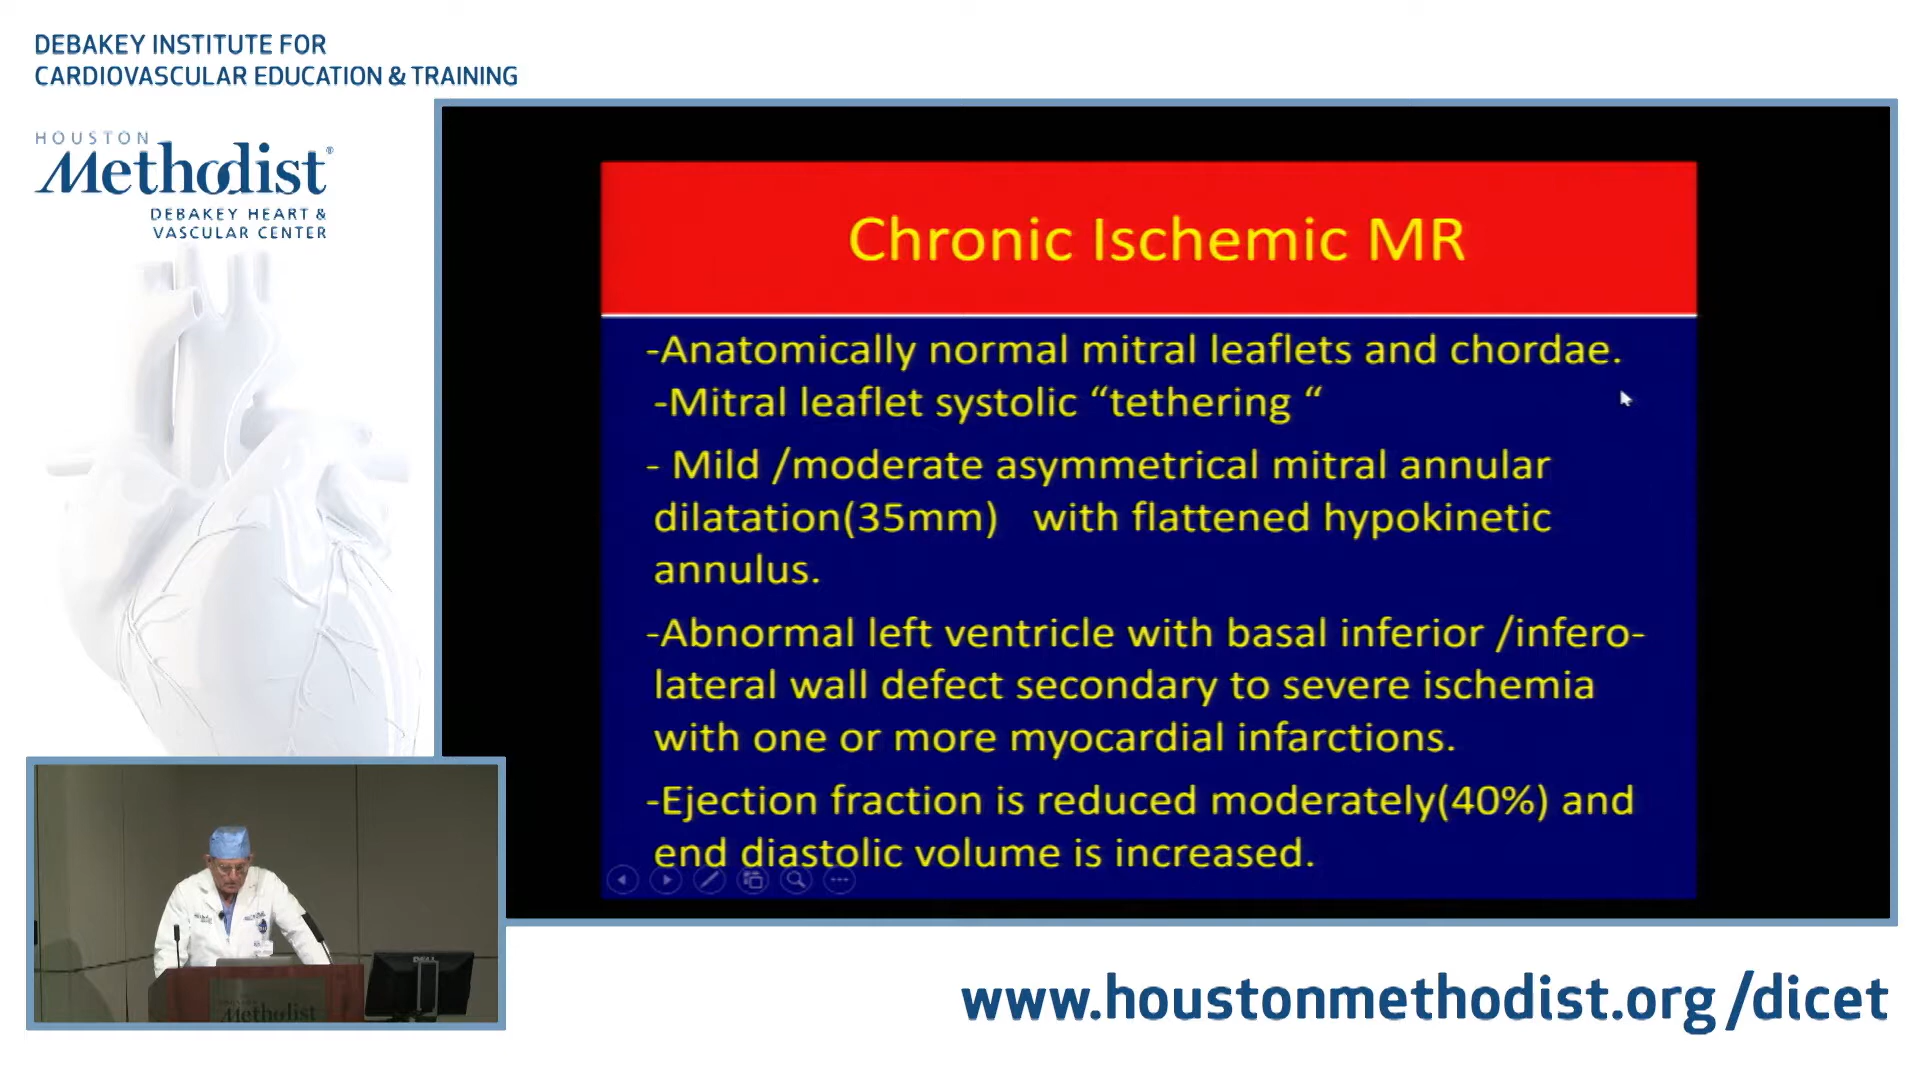 DEBAKEY INSTITUTE FOR
CARDIOVASCULAR EDUCATION & TRAINING
HOUSTON
Methodist®
DEBAKEY HEART &
VASCULAR CENTER
Chronic Ischemic MR
-Anatomically normal mitral leaflets and chordae.
-Mitral leaflet systolic “tethering “
- Mild /moderate asymmetrical mitral annular
dilatation(35mm) with flattened hypokinetic
annulus.
-Abnormal left ventricle with basal inferior /infero-
lateral wall defect secondary to severe ischemia
with one or more myocardial infarctions.
-Ejection fraction is reduced moderately(40%) and
end diastolic volume is increased.
DELL
Methodist
www.houstonmethodist.org/dicet